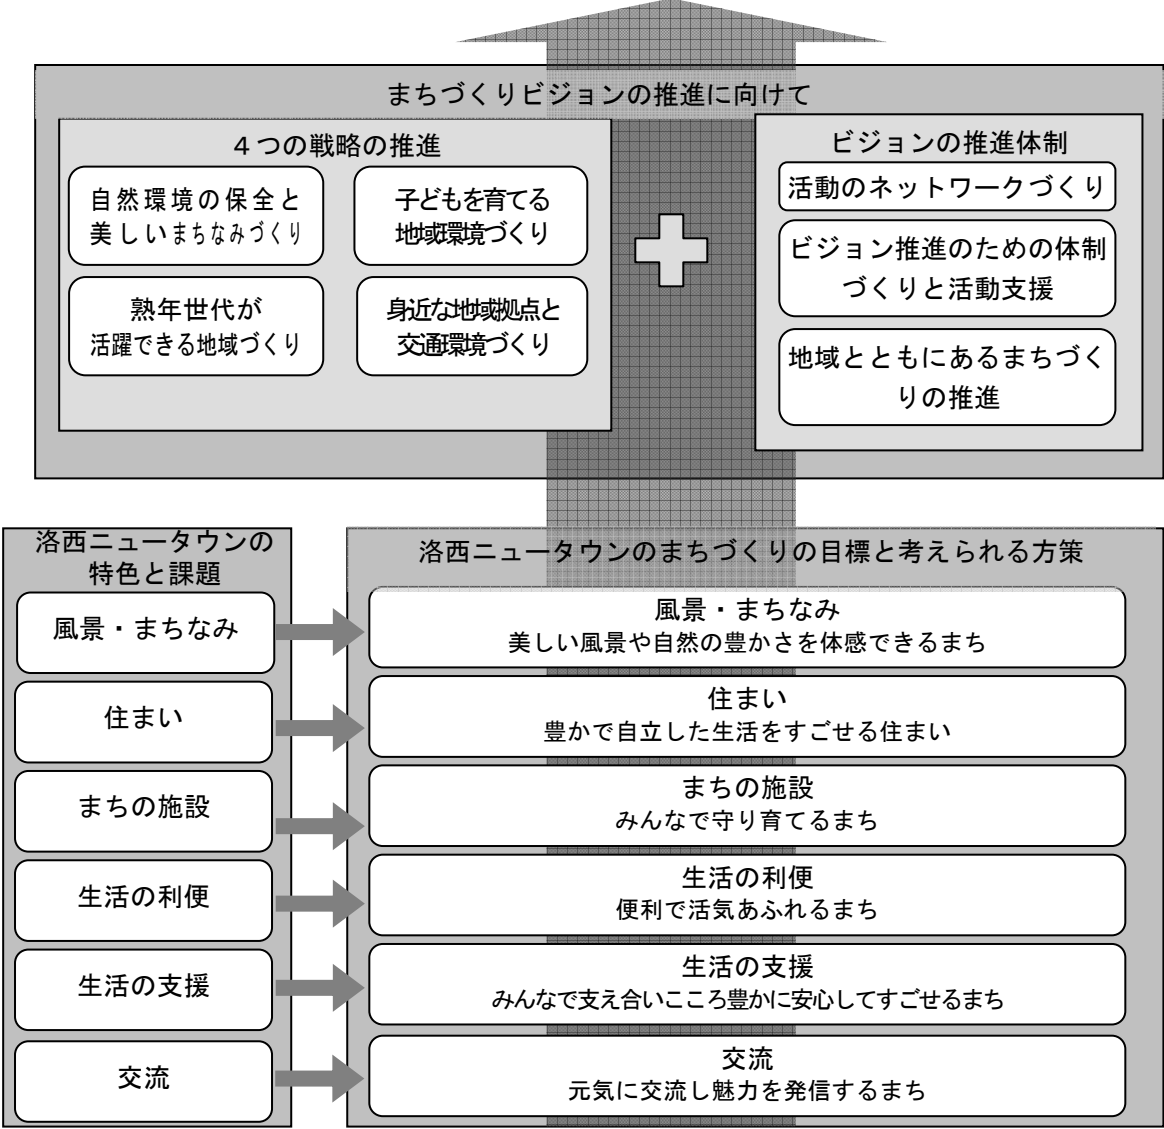 まちづくりビジョンの推進に向けて
４つの戦略の推進
自然環境の保全と
美しいまちなみづくり
子どもを育てる
地域環境づくり
熟年世代が
活躍できる地域づくり
身近な地域拠点と
交通環境づくり
ビジョンの推進体制
活動のネットワークづくり
ビジョン推進のための体制
づくりと活動支援
地域とともにあるまちづく
りの推進
洛西ニュータウンの
特色と課題
風景・まちなみ
住まい
まちの施設
生活の利便
生活の支援
交流
洛西ニュータウンのまちづくりの目標と考えられる方策
風景・まちなみ
美しい風景や自然の豊かさを体感できるまち
住まい
豊かで自立した生活をすごせる住まい
まちの施設
みんなで守り育てるまち
生活の利便
便利で活気あふれるまち
生活の支援
みんなで支え合いこころ豊かに安心してすごせるまち
交流
元気に交流し魅力を発信するまち